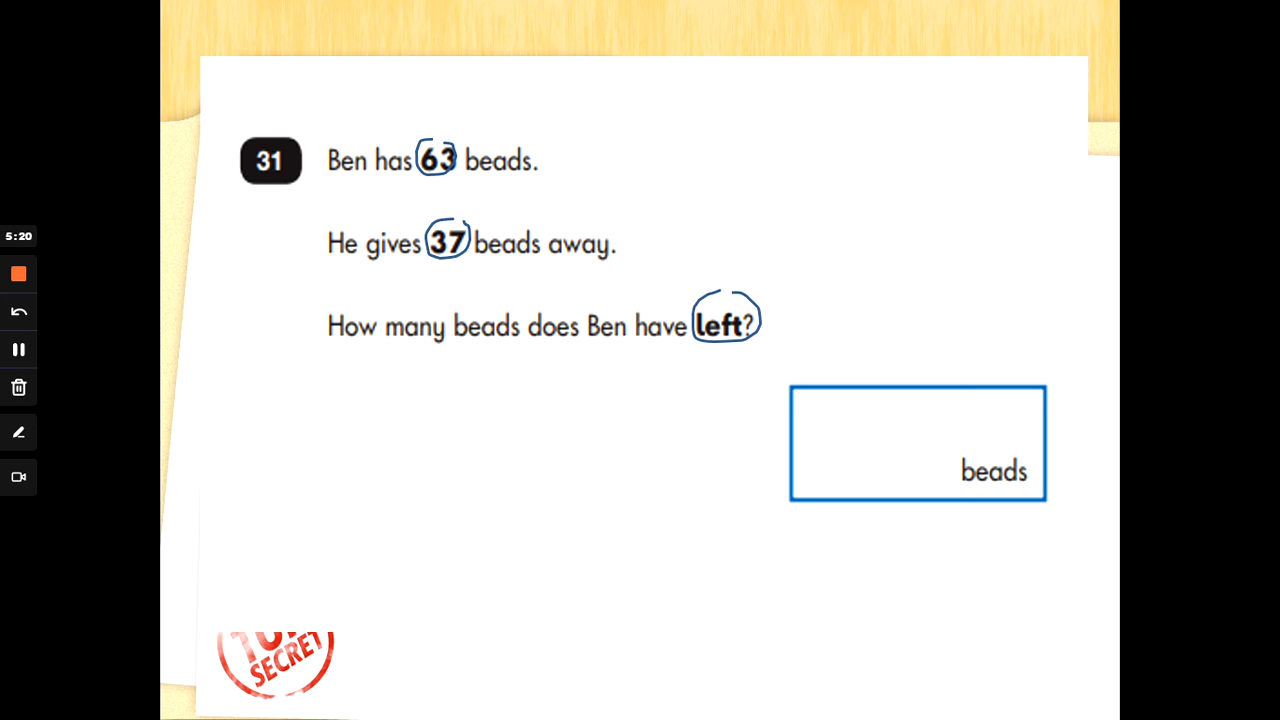 5:20
31 Ben has 63 beads.
He gives 37 beads away.
How many beads does Ben have left?
beads
SECRET